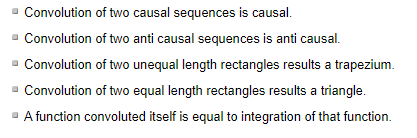 Convolution of two causal sequences is causal.
Convolution of two anti causal sequences is anti causal.
Convolution of two unequal length rectangles results a trapezium.
Convolution of two equal length rectangles results a triangle.
A function convoluted itself is equal to integration of that function.